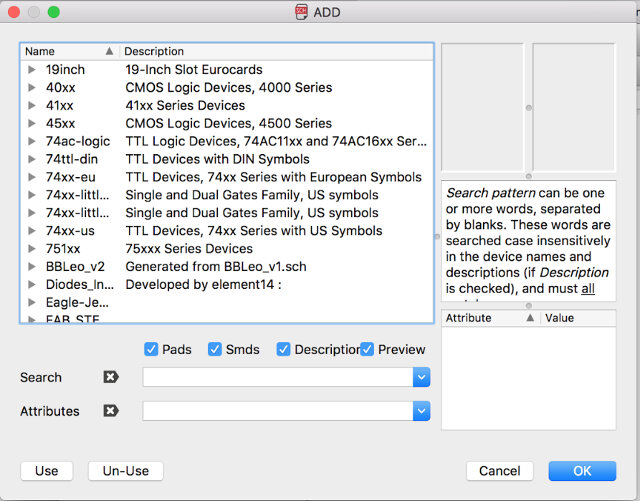 SCH ADD
Name Description
19inch 19-Inch Slot Eurocards
40xx CMOS Logic Devices, 4000 Series
41xx 41xx Series Devices
45xx CMOS Logic Devices, 4500 Series
74ac-logic TTL Logic Devices, 74AC11xx and 74AC16xx Ser...
74ttl-din TTL Devices with DIN Symbols
74xx-eu TTL Devices, 74xx Series with European Symbols
74xx-littl... Single and Dual Gates Family, US symbols
74xx-littl... Single and Dual Gates Family, US symbols
74xx-us TTL Devices, 74xx Series with US Symbols
751xx 75xxx Series Devices
BBLeo_v2 Generated from BBLeo_v1.sch
Diodes_In... Developed by element14 :
Eagle-Je...
Search pattern can be one
or more words, separated
by blanks. These words are
searched case insensitively
in the device names and
descriptions (if Description
is checked), and must all
Attribute Value
Pads Smds Description Preview
Search
Attributes
Use Un-Use Cancel OK